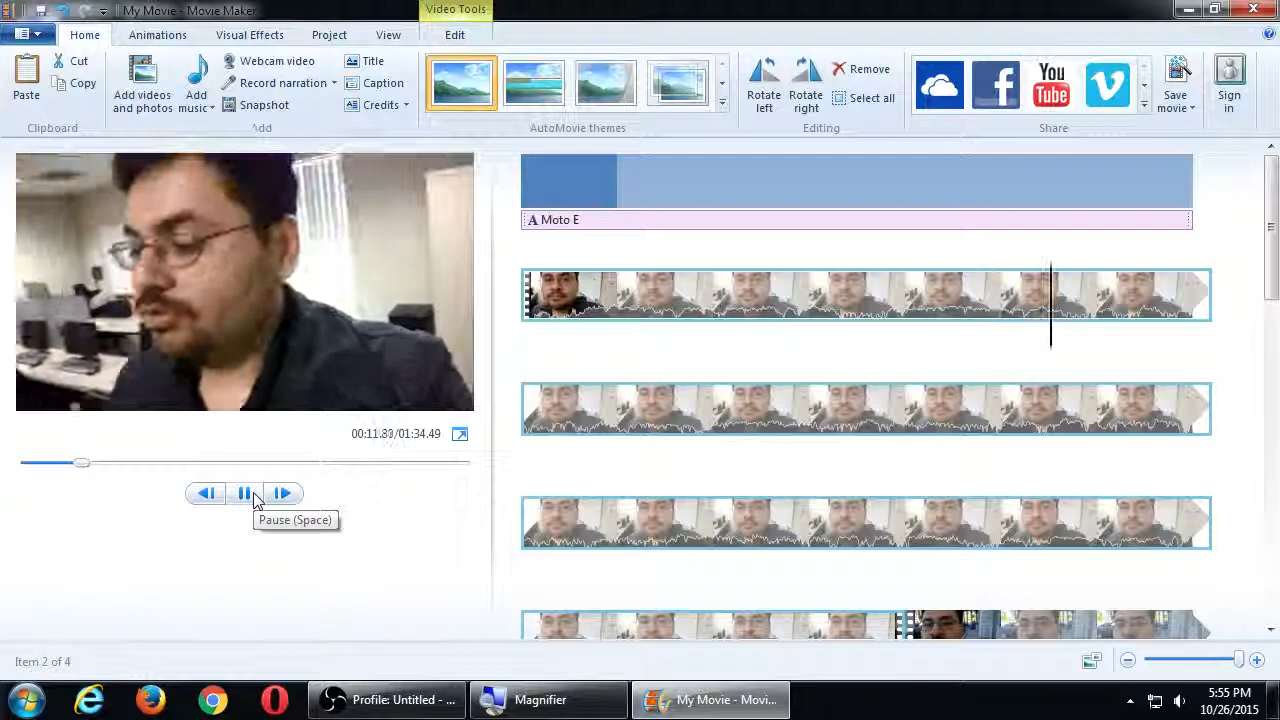 My Movie - Movie Maker
Video Tools
Home
Animations
Visual Effects
Project
View
Edit
Paste
Cut
Copy
Clipboard
Add videos and photos
Add music
Webcam video
Record narration
Snapshot
Title
Caption
Credits
Add
AutoMovie themes
Rotate left
Rotate right
Remove
Select all
Editing
f
You Tube
V
Share
Save movie
Sign in
A Moto E
00:11.80/01:34.49
Pause (Space)
Item 2 of 4
Profile: Untitled - ...
Magnifier
My Movie - Movi...
5:55 PM
10/26/2015